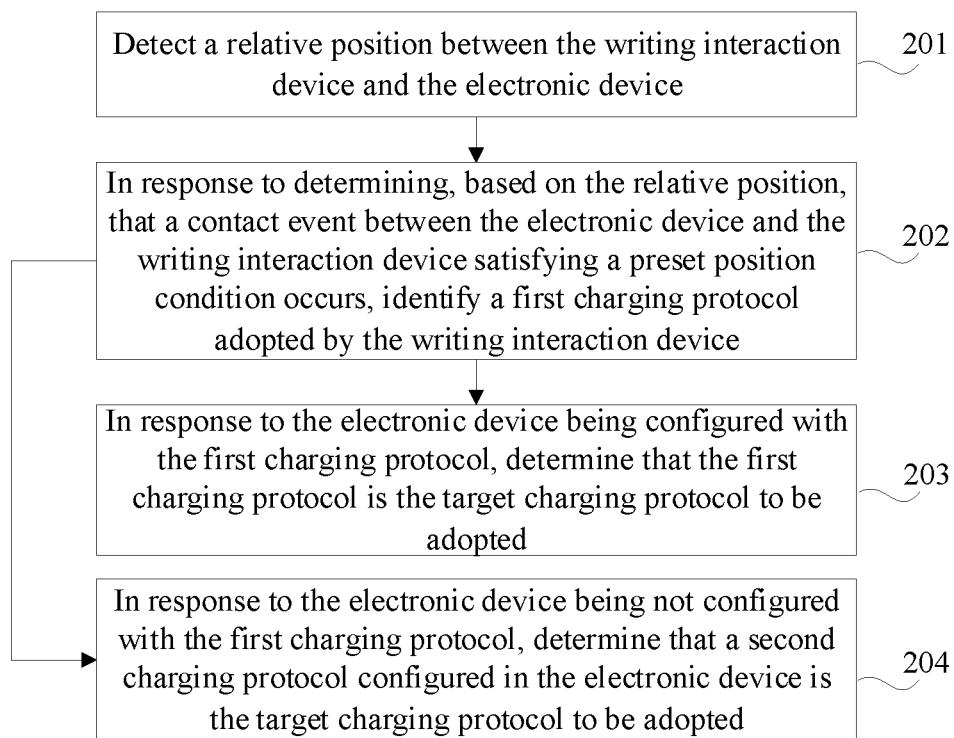 Detect a relative position between the writing interaction
device and the electronic device
201
In response to determining, based on the relative position,
that a contact event between the electronic device and the
writing interaction device satisfying a preset position
condition occurs, identify a first charging protocol
adopted by the writing interaction device
202
In response to the electronic device being configured with
the first charging protocol, determine that the first
charging protocol is the target charging protocol to be
adopted
203
In response to the electronic device being not configured
with the first charging protocol, determine that a second
charging protocol configured in the electronic device is
the target charging protocol to be adopted
204